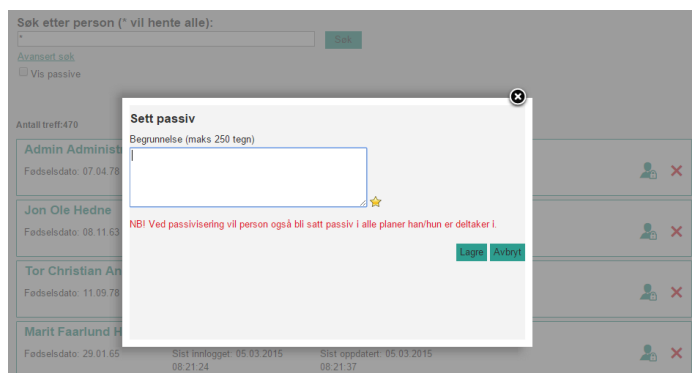 Søk etter person (* vil hente alle):
*
Søk
Avansert søk
Vis passive
Antall treff:470
Sett passiv
Begrunnelse (maks 250 tegn)
NB! Ved passivisering vil person også bli satt passiv i alle planer han/hun er deltaker i.
Lagre Avbryt
Admin Administ
Fødselsdato: 07.04.78
Jon Ole Hedne
Fødselsdato: 08.11.63
Tor Christian An
Fødselsdato: 11.09.78
Marit Faarlund H
Fødselsdato: 29.01.65
Sist innlogget: 05.03.2015
08:21:24
Sist oppdatert: 05.03.2015
08:21:37